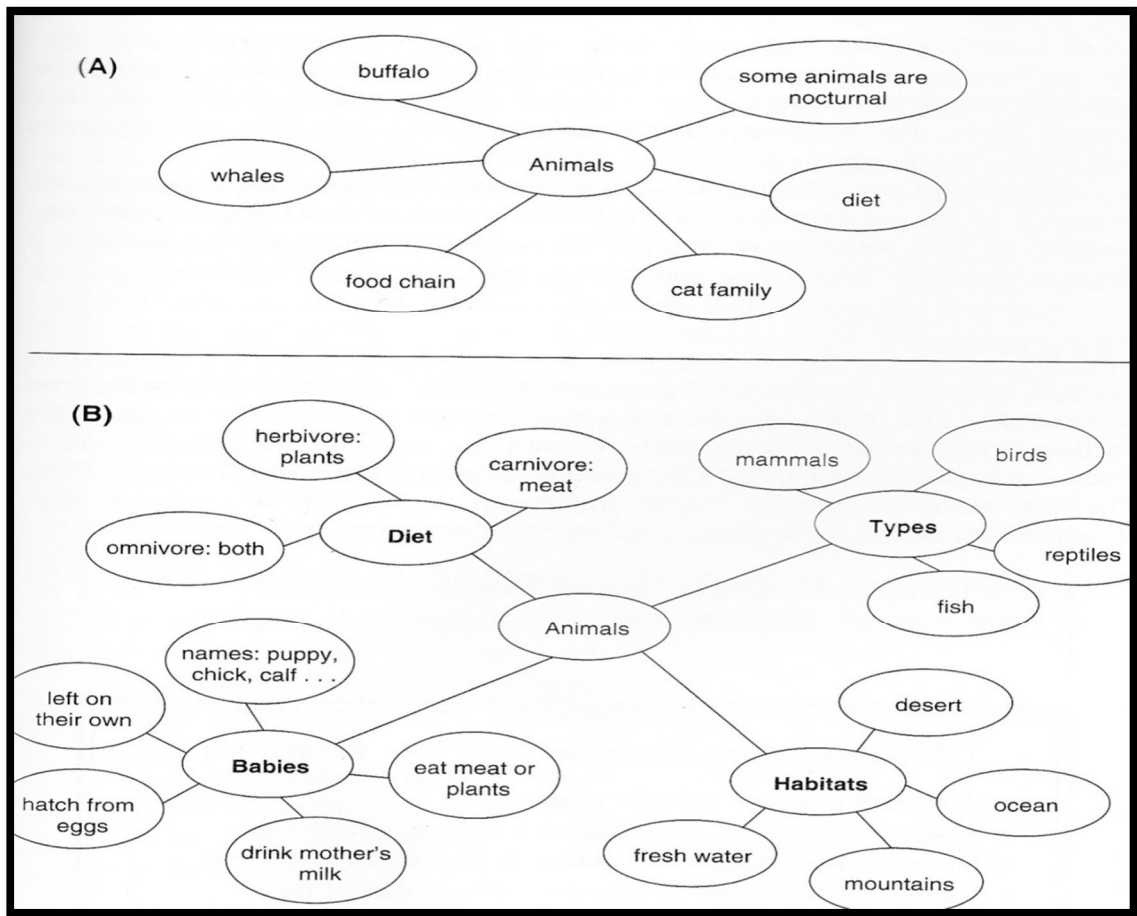 (A)
buffalo
some animals are
nocturnal
Animals
whales
diet
food chain
cat family
(B)
herbivore:
plants
carnivore:
meat
omnivore: both
Diet
mammals
birds
Types
reptiles
fish
Animals
names: puppy,
chick, calf . . .
left on
their own
Babies
eat meat or
plants
hatch from
eggs
drink mother's
milk
desert
Habitats
ocean
fresh water
mountains